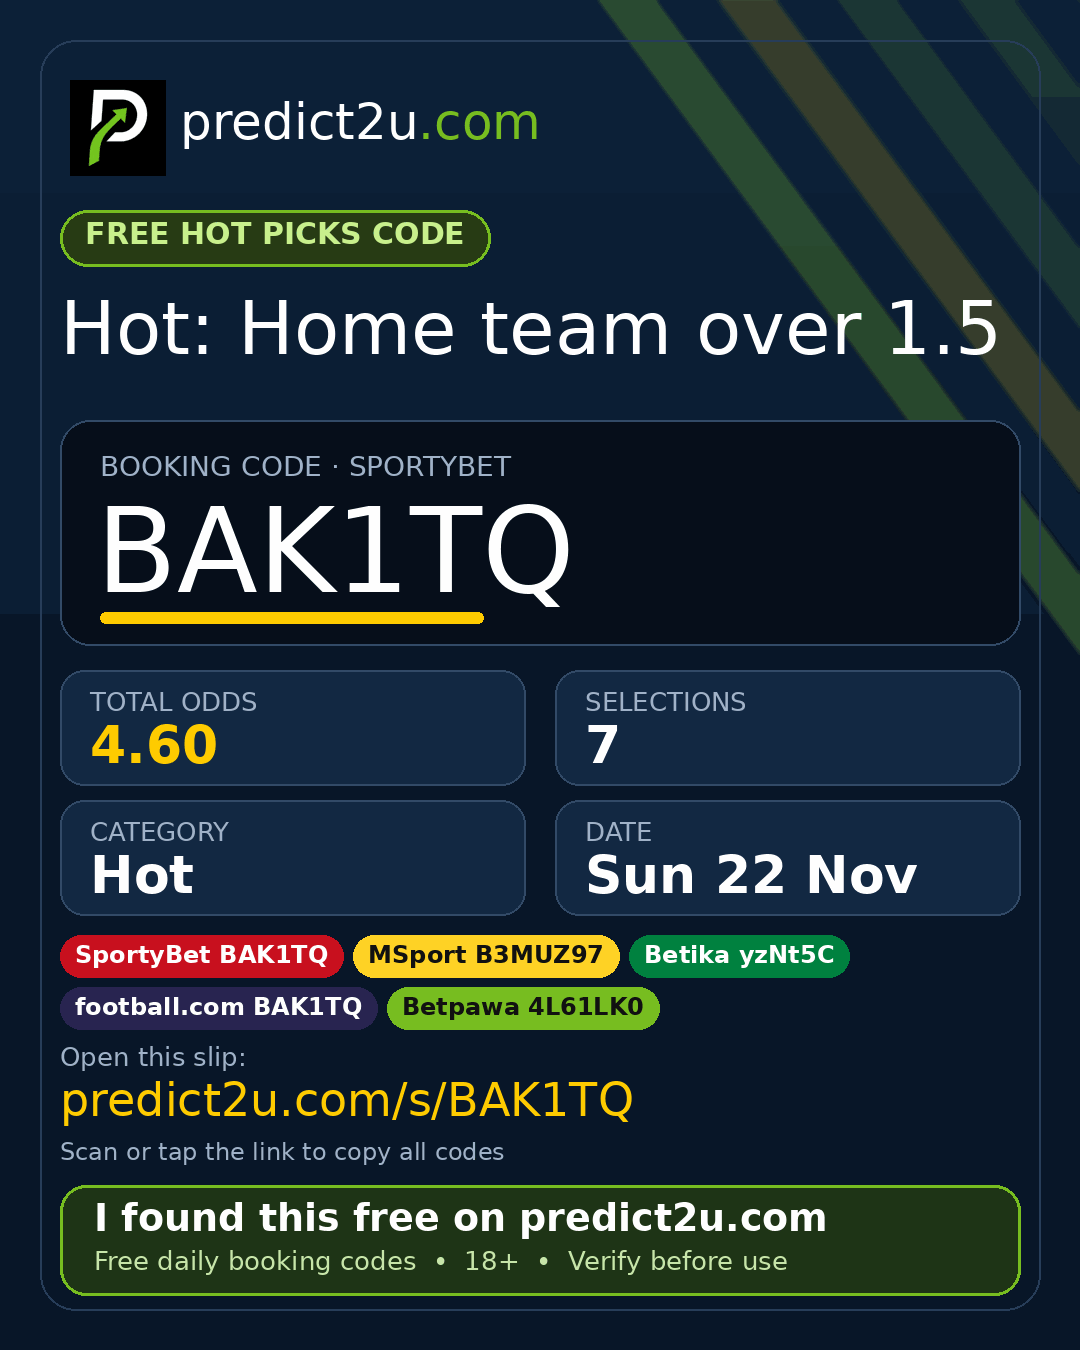 predict2u.com
FREE HOT PICKS CODE
Hot: Home team over 1.5
BOOKING CODE · SPORTYBET
BAK1TQ
TOTAL ODDS
4.60
SELECTIONS
7
CATEGORY
Hot
DATE
Sun 22 Nov
SportyBet BAK1TQ
MSport B3MUZ97
Betika yzNt5C
football.com BAK1TQ
Betpawa 4L61LK0
Open this slip:
predict2u.com/s/BAK1TQ
Scan or tap the link to copy all codes
I found this free on predict2u.com
Free daily booking codes • 18+ • Verify before use